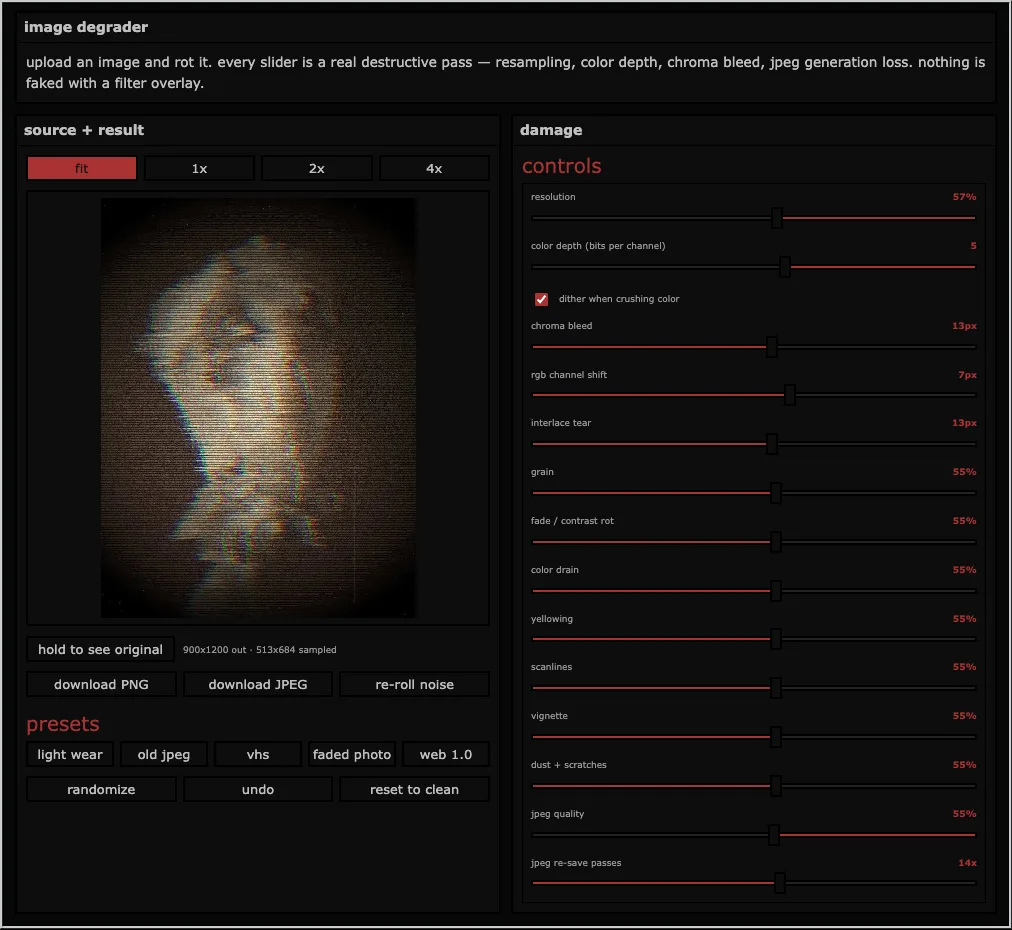 image degrader
upload an image and rot it. every slider is a real destructive pass — resampling, color depth, chroma bleed, jpeg generation loss. nothing is
faked with a filter overlay.
source + result
fit
1x
2x
4x
hold to see original
900x1200 out - 513x684 sampled
download PNG
download JPEG
re-roll noise
presets
light wear
old jpeg
vhs
faded photo
web 1.0
randomize
undo
reset to clean
damage
controls
resolution 57%
color depth (bits per channel) 5
dither when crushing color
chroma bleed 13px
rgb channel shift 7px
interlace tear 13px
grain 55%
fade / contrast rot 55%
color drain 55%
yellowing 55%
scanlines 55%
vignette 55%
dust + scratches 55%
jpeg quality 55%
jpeg re-save passes 14x